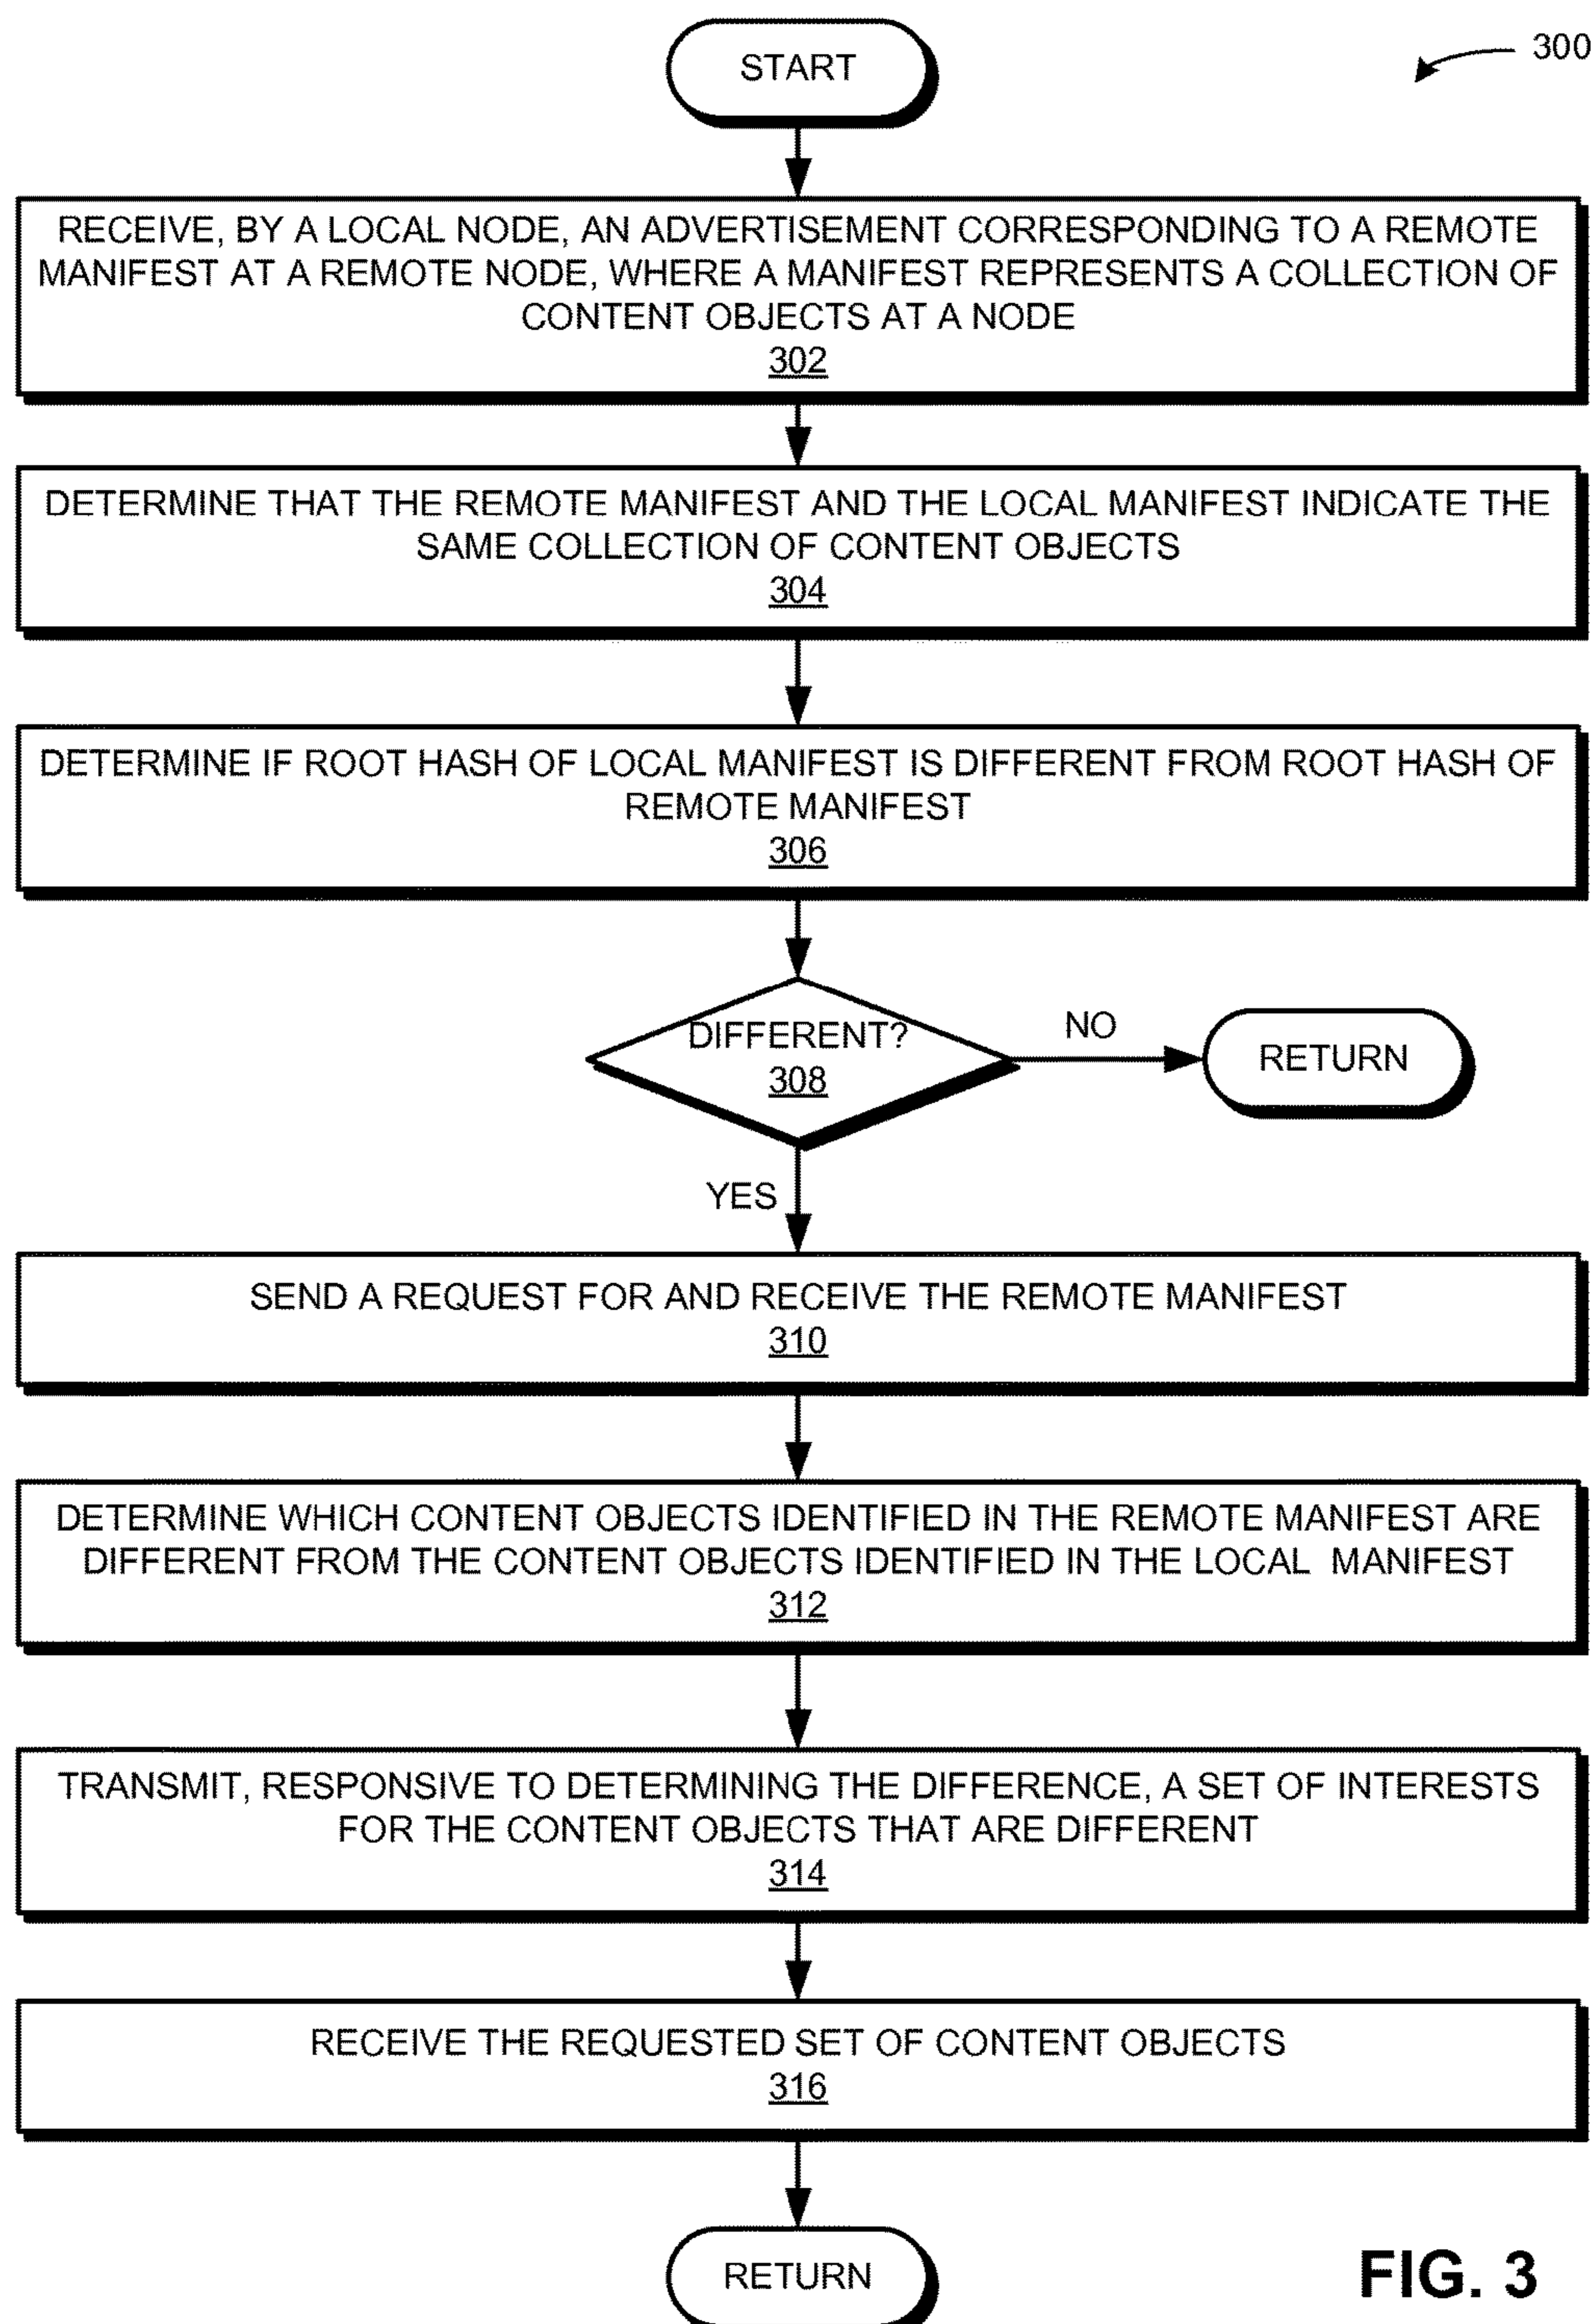 START
300
RECEIVE, BY A LOCAL NODE, AN ADVERTISEMENT CORRESPONDING TO A REMOTE
MANIFEST AT A REMOTE NODE, WHERE A MANIFEST REPRESENTS A COLLECTION OF
CONTENT OBJECTS AT A NODE
302
DETERMINE THAT THE REMOTE MANIFEST AND THE LOCAL MANIFEST INDICATE THE
SAME COLLECTION OF CONTENT OBJECTS
304
DETERMINE IF ROOT HASH OF LOCAL MANIFEST IS DIFFERENT FROM ROOT HASH OF
REMOTE MANIFEST
306
DIFFERENT?
308
NO
RETURN
YES
SEND A REQUEST FOR AND RECEIVE THE REMOTE MANIFEST
310
DETERMINE WHICH CONTENT OBJECTS IDENTIFIED IN THE REMOTE MANIFEST ARE
DIFFERENT FROM THE CONTENT OBJECTS IDENTIFIED IN THE LOCAL MANIFEST
312
TRANSMIT, RESPONSIVE TO DETERMINING THE DIFFERENCE, A SET OF INTERESTS
FOR THE CONTENT OBJECTS THAT ARE DIFFERENT
314
RECEIVE THE REQUESTED SET OF CONTENT OBJECTS
316
RETURN
FIG. 3